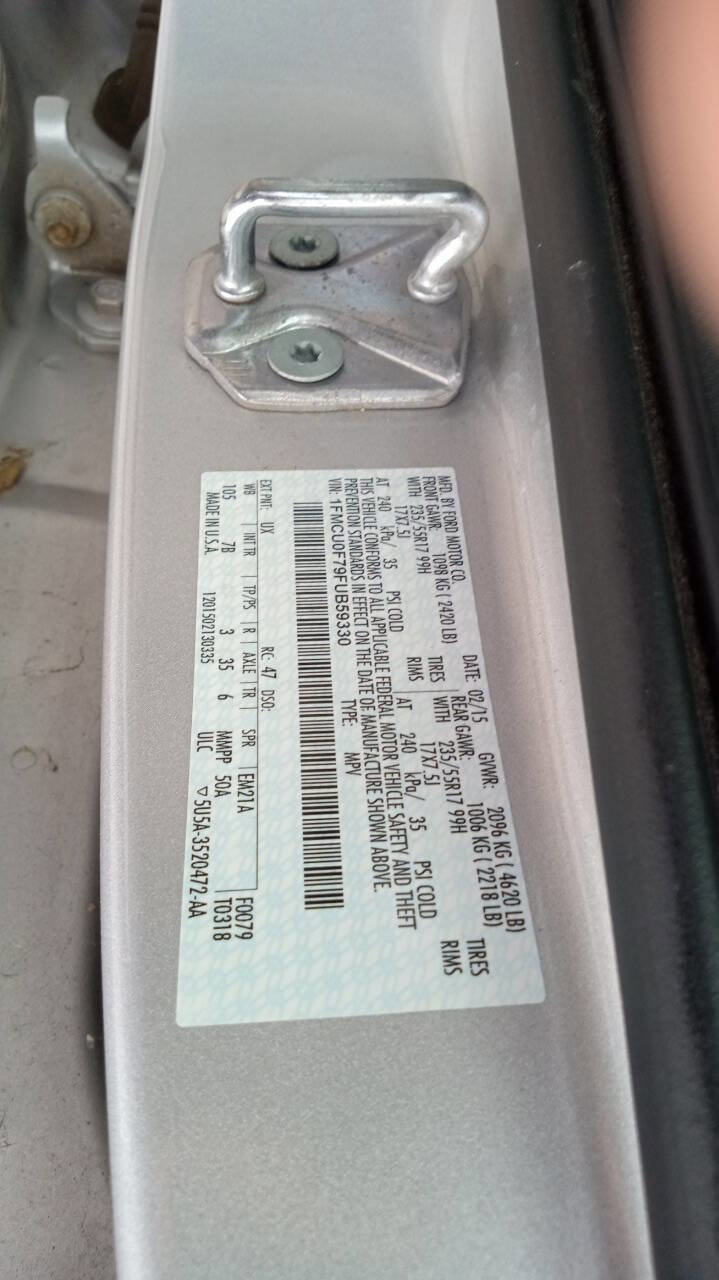 MFD. BY FORD MOTOR CO. DATE: 02/15 GVWR: 2096 KG ( 4620 LB)
FRONT GAWR: 1098 KG ( 2420 LB) REAR GAWR: 1006 KG ( 2218 LB)
WITH 235/55R17 99H TIRES WITH 235/55R17 99H TIRES
17X7.5J RIMS 17X7.5J RIMS
AT 240 kPa/ 35 PSI COLD AT 240 kPa/ 35 PSI COLD
THIS VEHICLE CONFORMS TO ALL APPLICABLE FEDERAL MOTOR VEHICLE SAFETY AND THEFT
PREVENTION STANDARDS IN EFFECT ON THE DATE OF MANUFACTURE SHOWN ABOVE.
VIN: 1FMCU0F79FUB59330 TYPE: MPV
EXT PNT: UX RC: 47 DSO: F0079
WB INTTR TP/PS R AXLE TR SPR EM21A T0318
105 7B 3 35 6 MMPP 50A
MADE IN U.S.A. 1201502130335 ULC ▽5U5A-3520472-AA